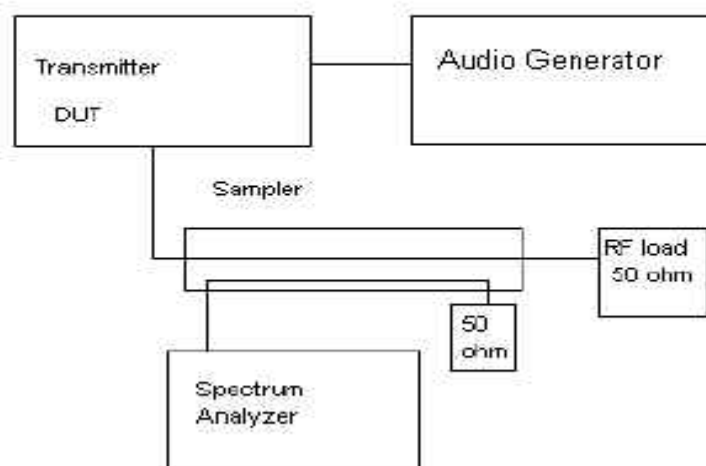 Transmitter
DUT
Audio Generator
Sampler
RF load
50 ohm
50
ohm
Spectrum
Analyzer